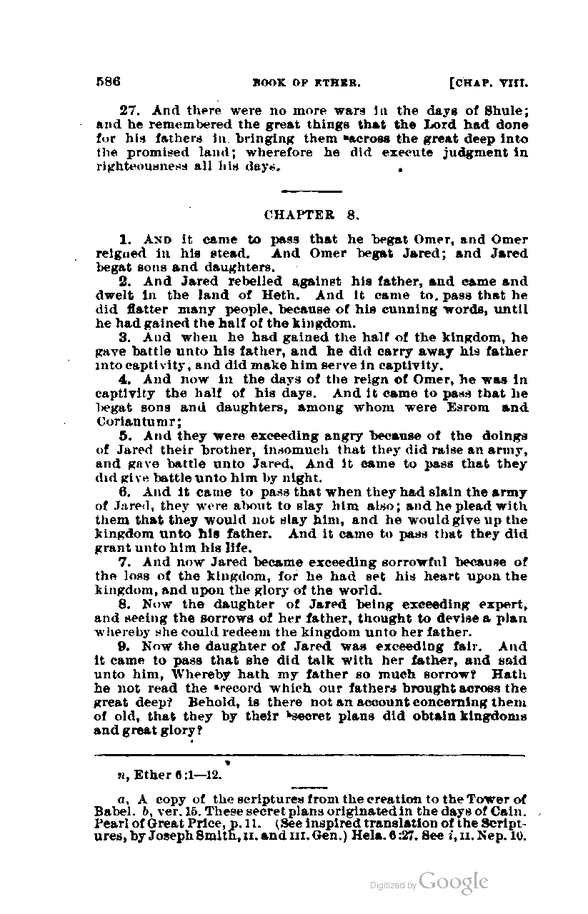 586 BOOK OF ETHER. [CHAP. VIII.
27. And there were no more wars in the days of Shule;
and he remembered the great things that the Lord had done
for his fathers in bringing them ⁿacross the great deep into
the promised land; wherefore he did execute judgment in
righteousness all his days.
CHAPTER 8.
1. AND it came to pass that he begat Omer, and Omer
reigned in his stead. And Omer begat Jared; and Jared
begat sons and daughters.
2. And Jared rebelled against his father, and came and
dwelt in the land of Heth. And it came to pass that he
did flatter many people, because of his cunning words, until
he had gained the half of the kingdom.
3. And when he had gained the half of the kingdom, he
gave battle unto his father, and he did carry away his father
into captivity, and did make him serve in captivity.
4. And now in the days of the reign of Omer, he was in
captivity the half of his days. And it came to pass that he
begat sons and daughters, among whom were Esrom and
Coriantumr;
5. And they were exceeding angry because of the doings
of Jared their brother, insomuch that they did raise an army,
and gave battle unto Jared. And it came to pass that they
did give battle unto him by night.
6. And it came to pass that when they had slain the army
of Jared, they were about to slay him also; and he plead with
them that they would not slay him, and he would give up the
kingdom unto his father. And it came to pass that they did
grant unto him his life.
7. And now Jared became exceeding sorrowful because of
the loss of the kingdom, for he had set his heart upon the
kingdom, and upon the glory of the world.
8. Now the daughter of Jared being exceeding expert,
and seeing the sorrows of her father, thought to devise a plan
whereby she could redeem the kingdom unto her father.
9. Now the daughter of Jared was exceeding fair. And
it came to pass that she did talk with her father, and said
unto him, Whereby hath my father so much sorrow? Hath
he not read the ᵃrecord which our fathers brought across the
great deep? Behold, is there not an account concerning them
of old, that they by their ᵇsecret plans did obtain kingdoms
and great glory?
n, Ether 6:1—12.
a, A copy of the scriptures from the creation to the Tower of
Babel. b, ver. 15. These secret plans originated in the days of Cain.
Pearl of Great Price, p. 11. (See inspired translation of the Script-
ures, by Joseph Smith, II. and III. Gen.) Hela. 6:27. See i, II. Nep. 10.
Digitized by Google